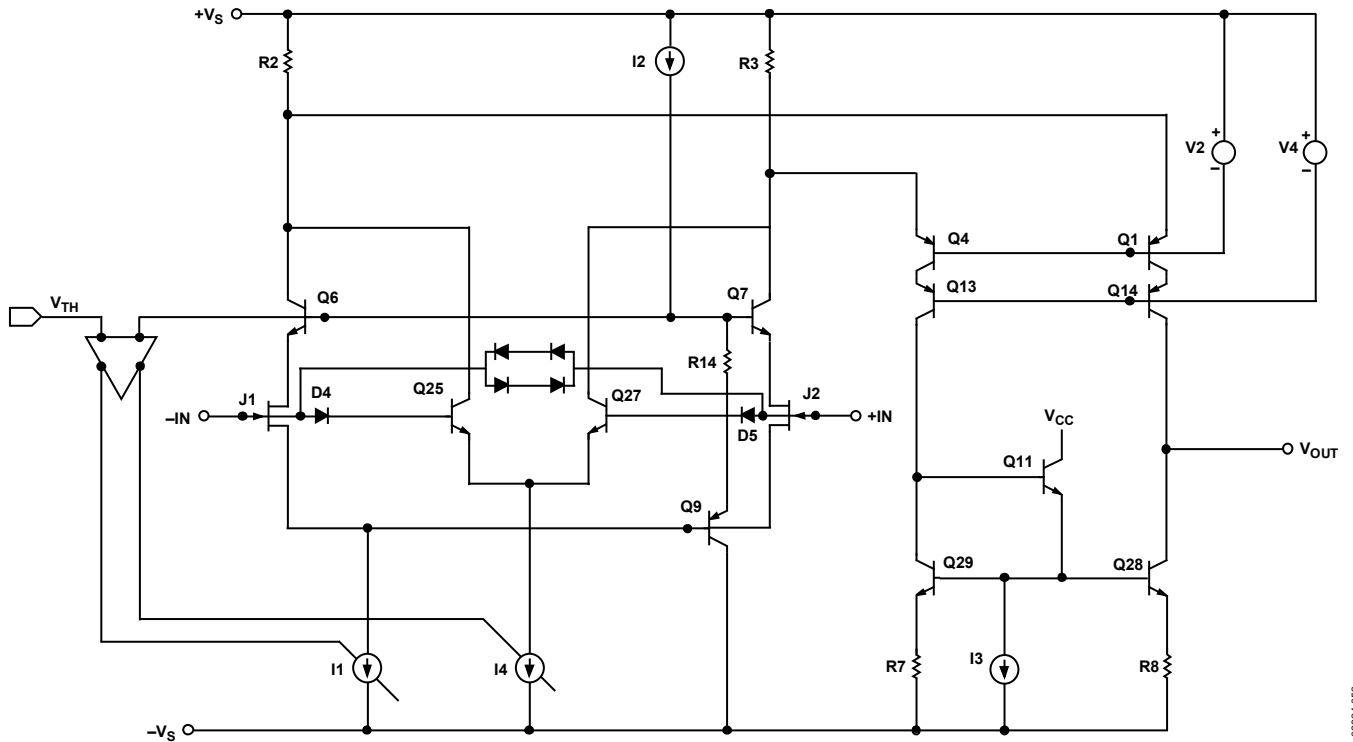 +VS
R2
I2
R3
V2
+
–
V4
+
–
Q4
Q1
Q13
Q14
VTH
Q6
Q7
R14
J1
D4
Q25
Q27
J2
–IN
+IN
D5
VCC
Q11
VOUT
Q9
Q29
Q28
I1
I4
R7
I3
R8
–VS